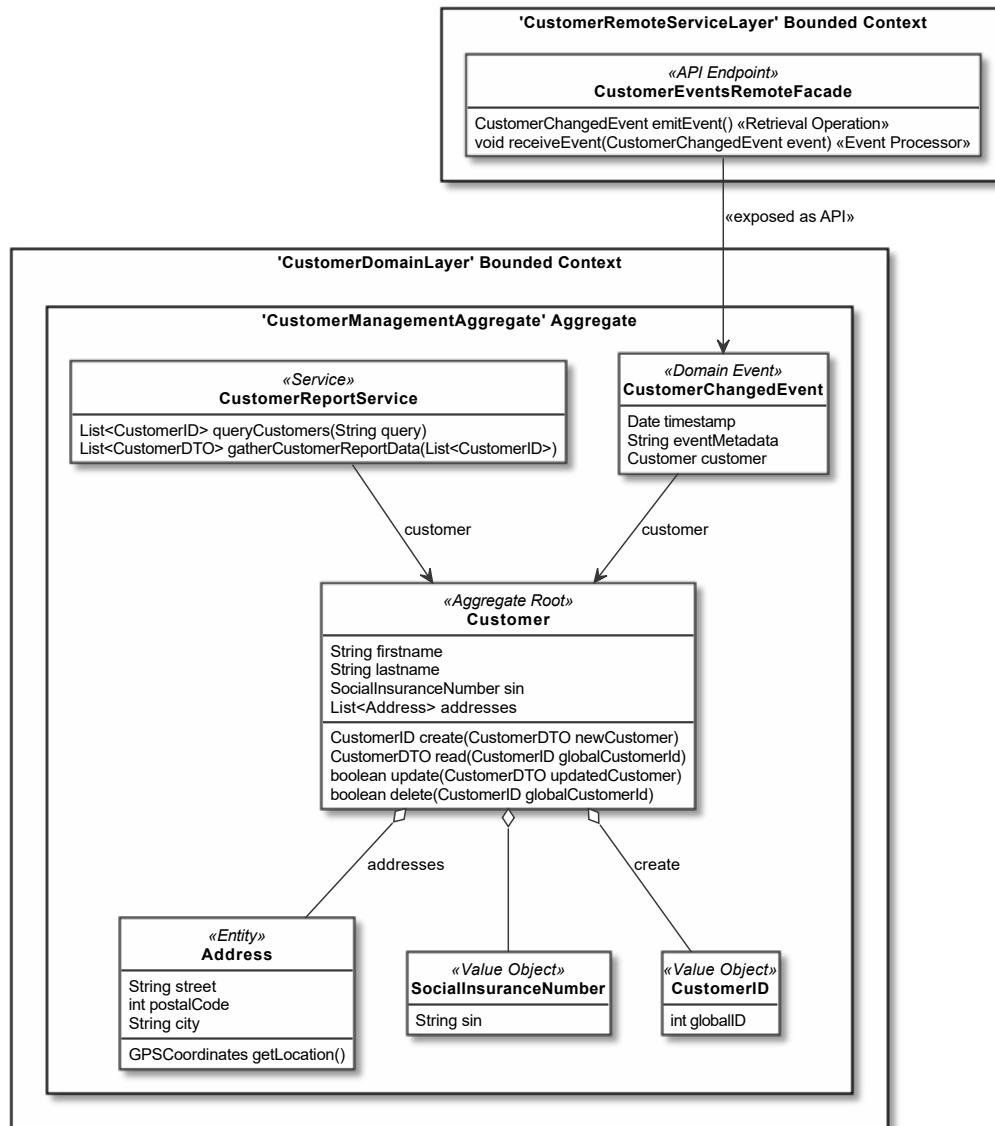 'CustomerRemoteServiceLayer' Bounded Context
«API Endpoint»
CustomerEventsRemoteFacade
CustomerChangedEvent emitEvent() «Retrieval Operation»
void receiveEvent(CustomerChangedEvent event) «Event Processor»
«exposed as API»
'CustomerDomainLayer' Bounded Context
'CustomerManagementAggregate' Aggregate
«Service»
CustomerReportService
List<CustomerID> queryCustomers(String query)
List<CustomerDTO> gatherCustomerReportData(List<CustomerID>)
«Domain Event»
CustomerChangedEvent
Date timestamp
String eventMetadata
Customer customer
customer
customer
«Aggregate Root»
Customer
String firstname
String lastname
SocialInsuranceNumber sin
List<Address> addresses
CustomerID create(CustomerDTO newCustomer)
CustomerDTO read(CustomerID globalCustomerId)
boolean update(CustomerDTO updatedCustomer)
boolean delete(CustomerID globalCustomerId)
addresses
create
«Entity»
Address
String street
int postalCode
String city
GPSCoordinates getLocation()
«Value Object»
SocialInsuranceNumber
String sin
«Value Object»
CustomerID
int globalID